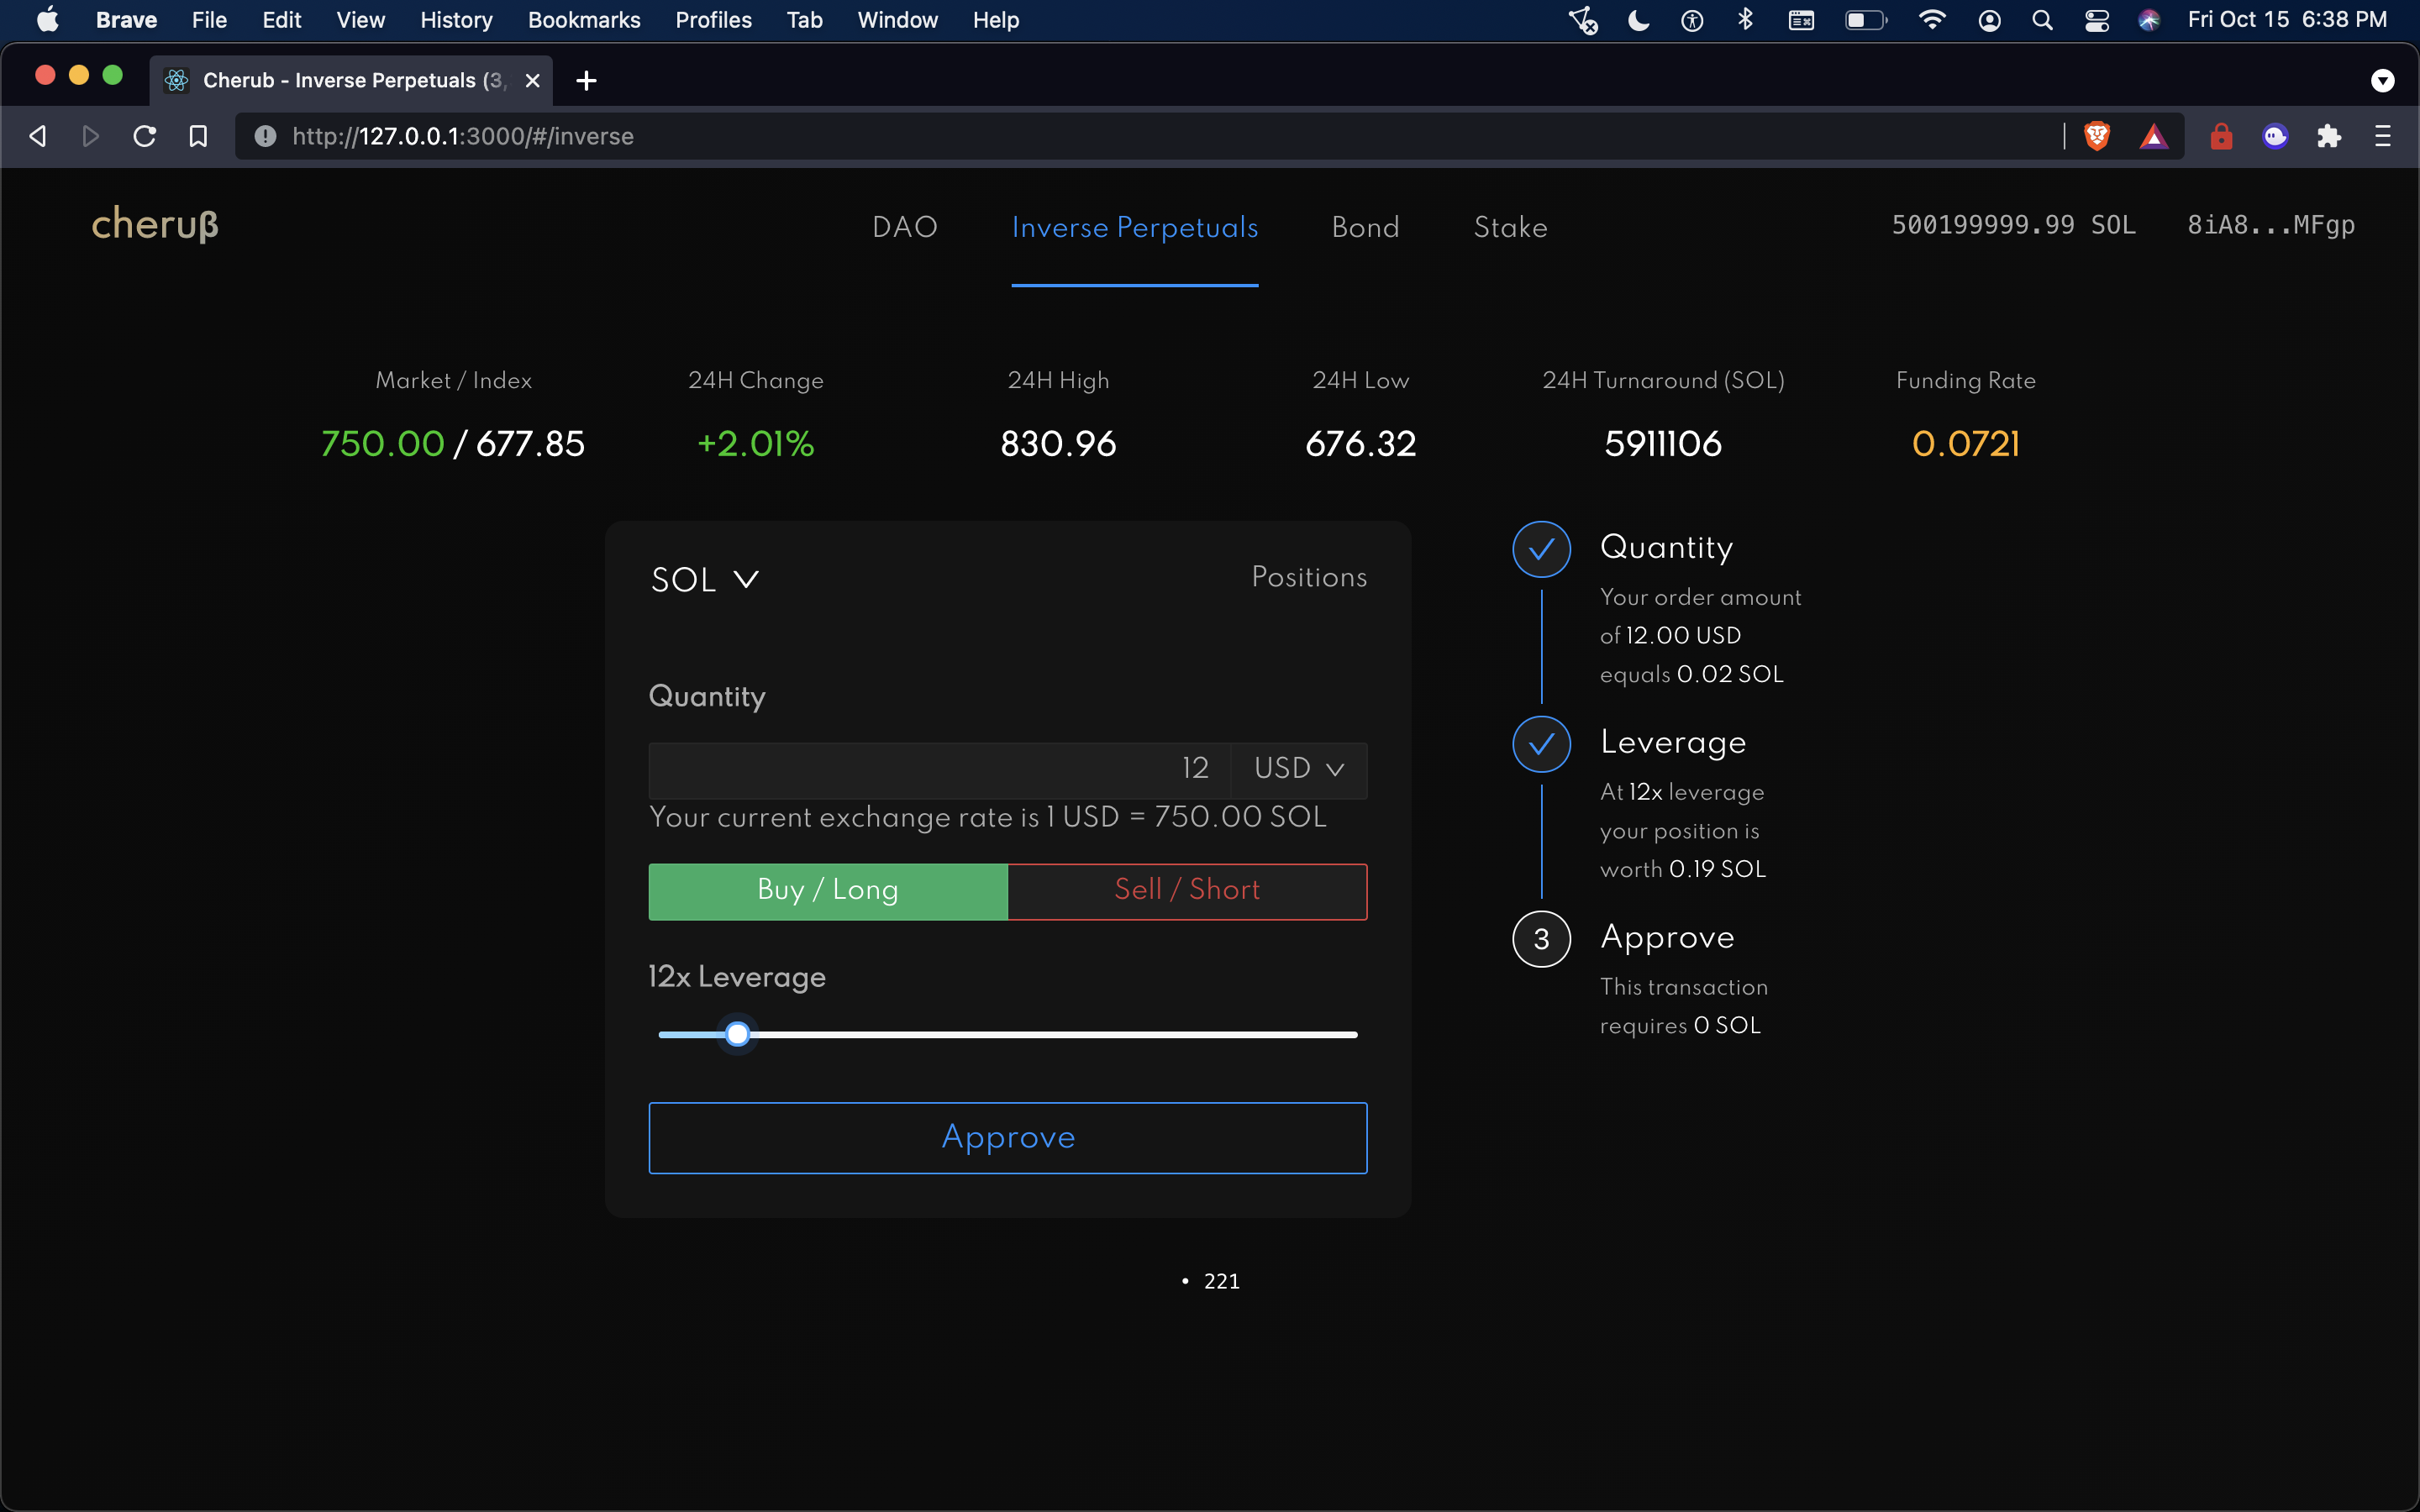 Brave File Edit View History Bookmarks Profiles Tab Window Help Fri Oct 15 6:38 PM
Cherub - Inverse Perpetuals (3,
http://127.0.0.1:3000/#/inverse
cheruβ DAO Inverse Perpetuals Bond Stake 500199999.99 SOL 8iA8...MFgp
Market / Index 24H Change 24H High 24H Low 24H Turnaround (SOL) Funding Rate
750.00 / 677.85 +2.01% 830.96 676.32 5911106 0.0721
SOL Positions
Quantity
12 USD
Your current exchange rate is 1 USD = 750.00 SOL
Buy / Long Sell / Short
12x Leverage
Approve
Quantity
Your order amount
of 12.00 USD
equals 0.02 SOL
Leverage
At 12x leverage
your position is
worth 0.19 SOL
3 Approve
This transaction
requires 0 SOL
• 221